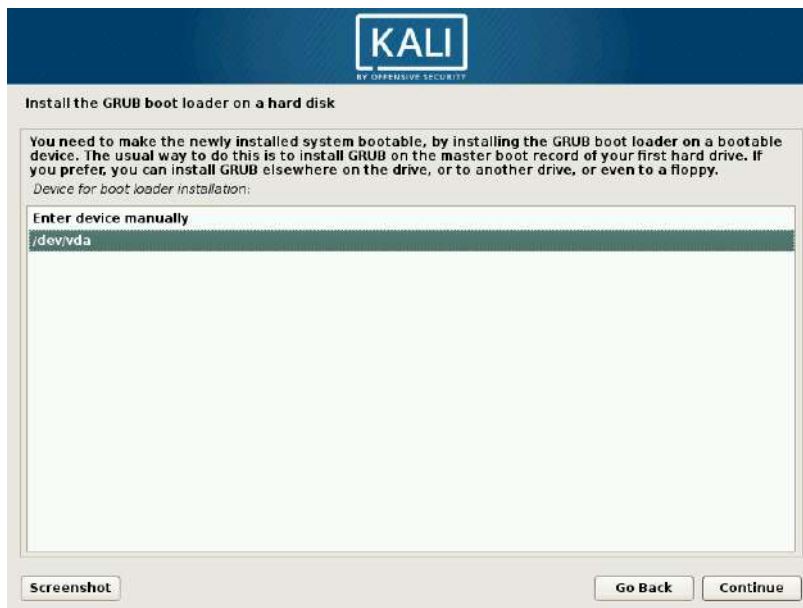 KALI
BY OFFENSIVE SECURITY
Install the GRUB boot loader on a hard disk
You need to make the newly installed system bootable, by installing the GRUB boot loader on a bootable
device. The usual way to do this is to install GRUB on the master boot record of your first hard drive. If
you prefer, you can install GRUB elsewhere on the drive, or to another drive, or even to a floppy.
Device for boot loader installation:
Enter device manually
/dev/vda
Screenshot
Go Back
Continue